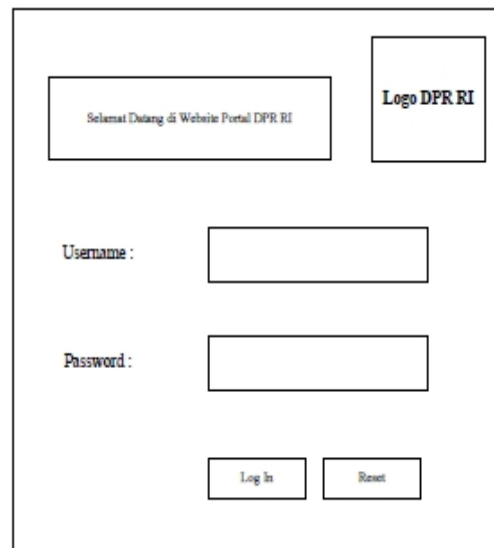 Logo DPR RI
Selamat Datang di Website Portal DPR RI
Username :
Password :
Log In
Reset